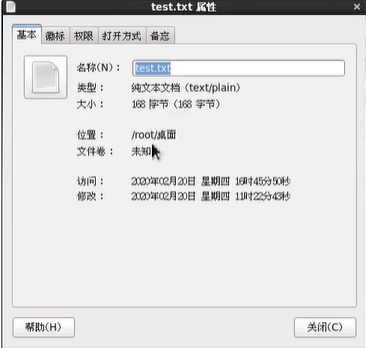 test.txt 属性
基本 徽标 权限 打开方式 备忘
名称(N)： test.txt
类型： 纯文本文档 (text/plain)
大小： 168 字节 (168 字节)
位置： /root/桌面
文件卷： 未知
访问： 2020年02月20日 星期四 16时45分50秒
修改： 2020年02月20日 星期四 11时22分43秒
帮助(H) 关闭(C)